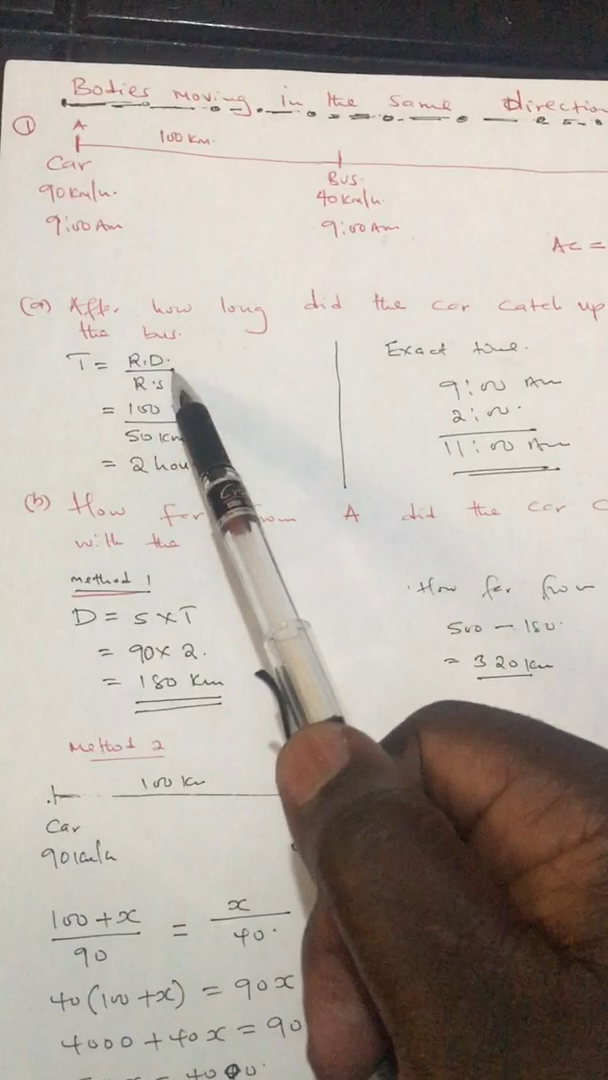 Bodies moving in the same Direction
1
A
100 Km.
Car
Bus.
90 Km/h.
40 Km/h.
9:00 Am
9:00 Am
AC =
(a) After how long did the car catch up
the bus.
T = R.D.
R.s
= 100
50 Km
= 2 hou
Exact time.
9:00 Am
2:00.
11:00 Am
(b) How far from A did the car C
with the
method 1
D = S × T
= 90 × 2.
= 180 Km
How far from
500 - 180.
= 320 km
Method 2
100 Km
Car
90 km/h
100 + x / 90 = x / 40.
40(100 + x) = 90x
4000 + 40x = 90